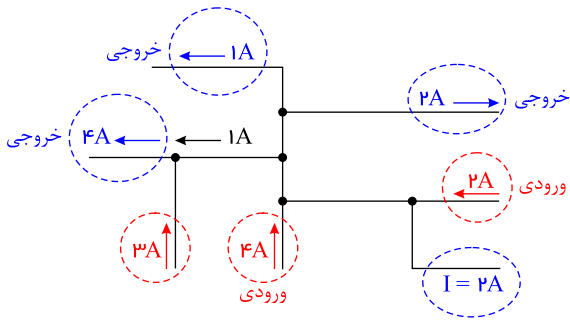 خروجی ۱A
۲A خروجی
خروجی ۴A ۱A
۲A ورودی
۳A
۴A
ورودی
I = ۲A